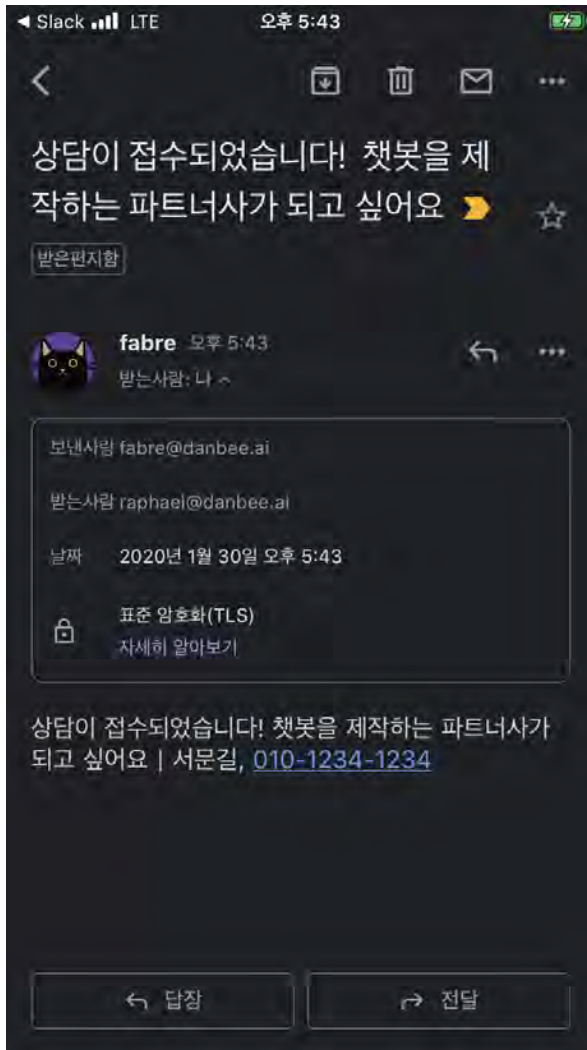 ◀ Slack LTE 오후 5:43
상담이 접수되었습니다! 챗봇을 제
작하는 파트너사가 되고 싶어요
받은편지함
fabre 오후 5:43
받는사람: 나
보낸사람 fabre@danbee.ai
받는사람 raphael@danbee.ai
날짜 2020년 1월 30일 오후 5:43
표준 암호화(TLS)
자세히 알아보기
상담이 접수되었습니다! 챗봇을 제작하는 파트너사가
되고 싶어요 | 서문길, 010-1234-1234
답장 전달